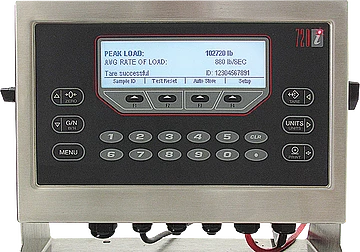 720i
PEAK LOAD: 102720 lb
AVG RATE OF LOAD: 880 lb/SEC
Tare successful ID: 12304567891
Sample ID Test Reset Auto Store Setup
→0← ZERO
TARE
G/N B/N
UNITS UNITS
1 2 3 4 5 CLR
6 7 8 9 0
MENU
PRINT